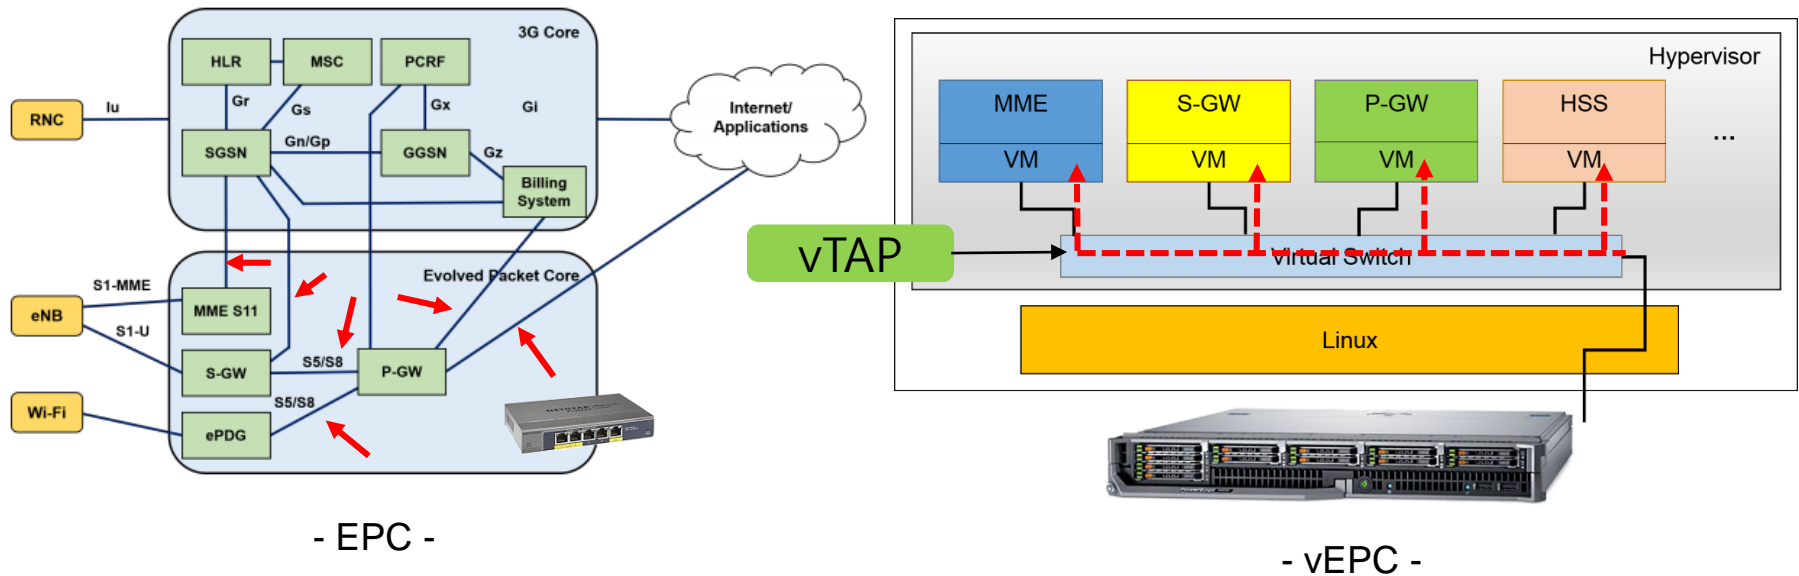 3G Core
HLR
MSC
PCRF
Gr
Gs
Gx
Gi
Iu
RNC
Internet/
Applications
SGSN
Gn/Gp
GGSN
Gz
Billing
System
Evolved Packet Core
S1-MME
MME S11
eNB
S1-U
S-GW
S5/S8
P-GW
S5/S8
Wi-Fi
ePDG
NETGEAR
- EPC -
Hypervisor
MME
S-GW
P-GW
HSS
...
VM
VM
VM
VM
vTAP
Virtual Switch
Linux
- vEPC -